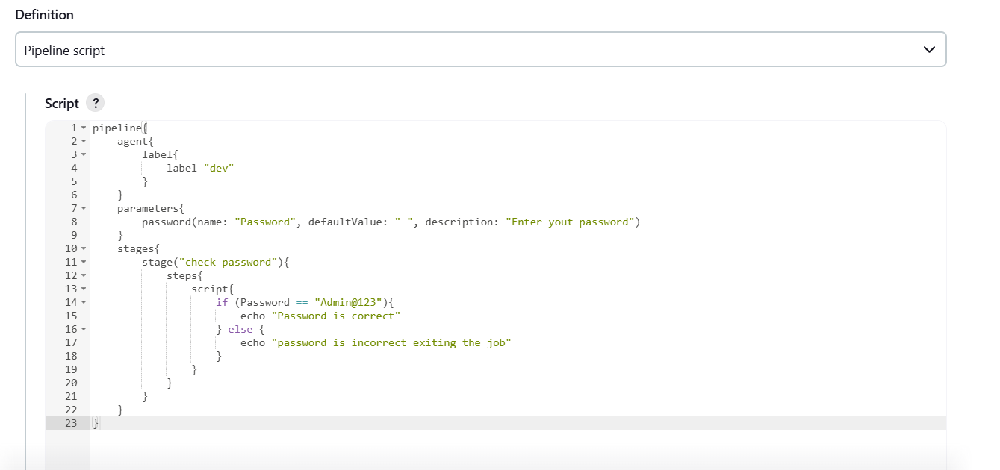 Definition
Pipeline script
Script ?
1 pipeline{
2     agent{
3         label{
4             label "dev"
5         }
6     }
7     parameters{
8         password(name: "Password", defaultValue: " ", description: "Enter yout password")
9     }
10     stages{
11         stage("check-password"){
12             steps{
13                 script{
14                     if (Password == "Admin@123"){
15                         echo "Password is correct"
16                     } else {
17                         echo "password is incorrect exiting the job"
18                     }
19                 }
20             }
21         }
22     }
23 }